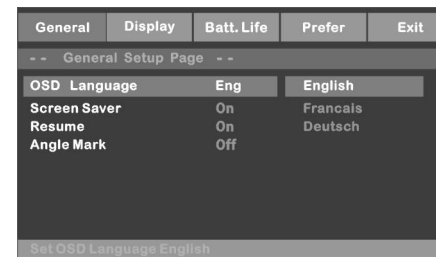 General Display Batt. Life Prefer Exit
-- General Setup Page --
OSD Language Eng English
Screen Saver On Francais
Resume On Deutsch
Angle Mark Off
Set OSD Language English